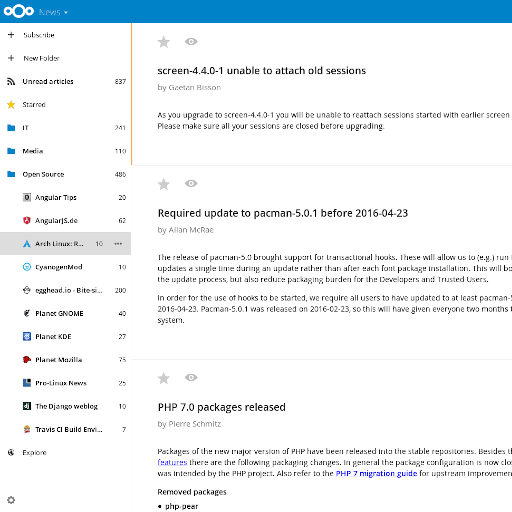 News
Subscribe
New Folder
Unread articles 837
Starred
IT 241
Media 110
Open Source 486
Angular Tips 20
AngularJS.de 62
Arch Linux: R... 10
CyanogenMod 10
egghead.io - Bite-si... 200
Planet GNOME 40
Planet KDE 27
Planet Mozilla 75
Pro-Linux News 25
The Django weblog 10
Travis CI Build Envi... 7
Explore
screen-4.4.0-1 unable to attach old sessions
by Gaetan Bisson
As you upgrade to screen-4.4.0-1 you will be unable to reattach sessions started with earlier screen
Please make sure all your sessions are closed before upgrading.
Required update to pacman-5.0.1 before 2016-04-23
by Allan McRae
The release of pacman-5.0 brought support for transactional hooks. These will allow us to (e.g.) run
updates a single time during an update rather than after each font package installation. This will bo
the update process, but also reduce packaging burden for the Developers and Trusted Users.
In order for the use of hooks to be started, we require all users to have updated to at least pacman-
2016-04-23. Pacman-5.0.1 was released on 2016-02-23, so this will have given everyone two months t
system.
PHP 7.0 packages released
by Pierre Schmitz
Packages of the new major version of PHP have been released into the stable repositories. Besides t
features there are the following packaging changes. In general the package configuration is now clos
was intended by the PHP project. Also refer to the PHP 7 migration guide for upstream improvemen
Removed packages
• php-pear